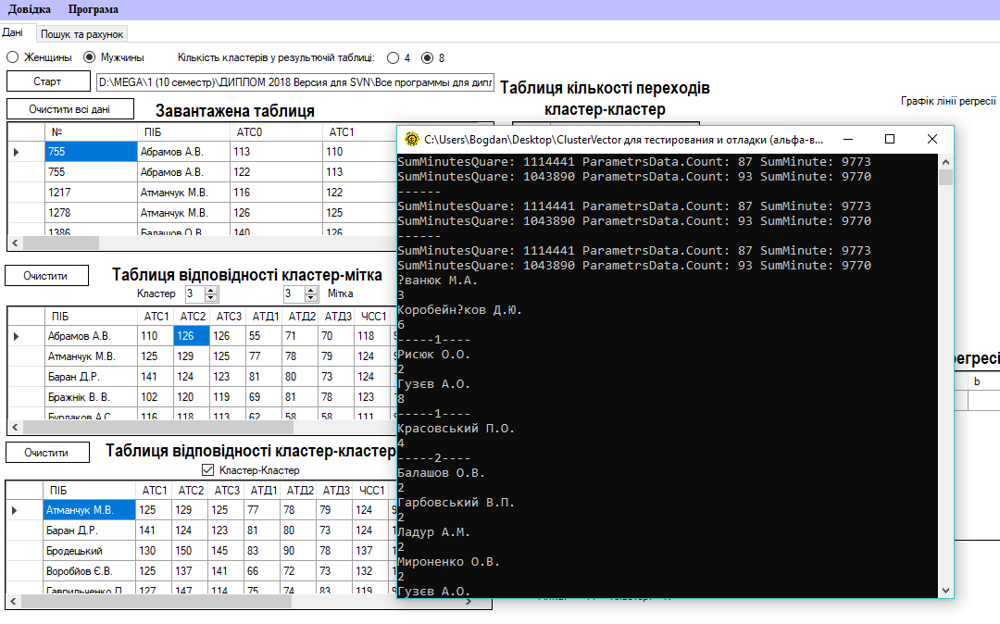 Довідка Програма
Дані Пошук та рахунок
Женщины Мужчины Кількість кластерів у результуючій таблиці: 4 8
Старт D:\MEGA\1 (10 семестр)\ДИПЛОМ 2018 Версия для SVN\Все программы для дипл
Таблиця кількості переходів
кластер-кластер
Графік лінії регресії
Очистити всі дані Завантажена таблиця
№ ПІБ АТС0 АТС1
755 Абрамов А.В. 113 110
755 Абрамов А.В. 122 113
1217 Атманчук М.В. 116 122
1278 Атманчук М.В. 126 125
1386 Балашов О.В. 140 126
Очистити Таблиця відповідності кластер-мітка
Кластер 3 3 Мітка
ПІБ АТС1 АТС2 АТС3 АТД1 АТД2 АТД3 ЧСС1
Абрамов А.В. 110 126 126 55 71 70 118
Атманчук М.В. 125 129 125 77 78 79 124
Баран Д.Р. 141 124 123 81 80 73 124
Бражнік В. В. 102 120 119 69 81 78 123
Бурлаков А.С. 116 118 113 62 58 58 111
Очистити Таблиця відповідності кластер-кластер
Кластер-Кластер
ПІБ АТС1 АТС2 АТС3 АТД1 АТД2 АТД3 ЧСС1
Атманчук М.В. 125 129 125 77 78 79 124
Баран Д.Р. 141 124 123 81 80 73 124
Бродецький 130 150 145 83 90 78 137
Воробйов Є.В. 125 137 141 66 72 73 132
Гаврильченко П. 127 147 114 75 74 83 119
C:\Users\Bogdan\Desktop\ClusterVector для тестирования и отладки (альфа-в...
SumMinutesQuare: 1114441 ParametrsData.Count: 87 SumMinute: 9773
SumMinutesQuare: 1043890 ParametrsData.Count: 93 SumMinute: 9770
------
SumMinutesQuare: 1114441 ParametrsData.Count: 87 SumMinute: 9773
SumMinutesQuare: 1043890 ParametrsData.Count: 93 SumMinute: 9770
------
SumMinutesQuare: 1114441 ParametrsData.Count: 87 SumMinute: 9773
SumMinutesQuare: 1043890 ParametrsData.Count: 93 SumMinute: 9770
?ванюк М.А.
3
Коробейн?ков Д.Ю.
6
-----1----
Рисюк О.О.
2
Гузєв А.О.
8
-----1----
Красовський П.О.
4
-----2----
Балашов О.В.
2
Гарбовський В.П.
2
Ладур А.М.
2
Мироненко О.В.
2
Гузєв А.О.
регресі
b